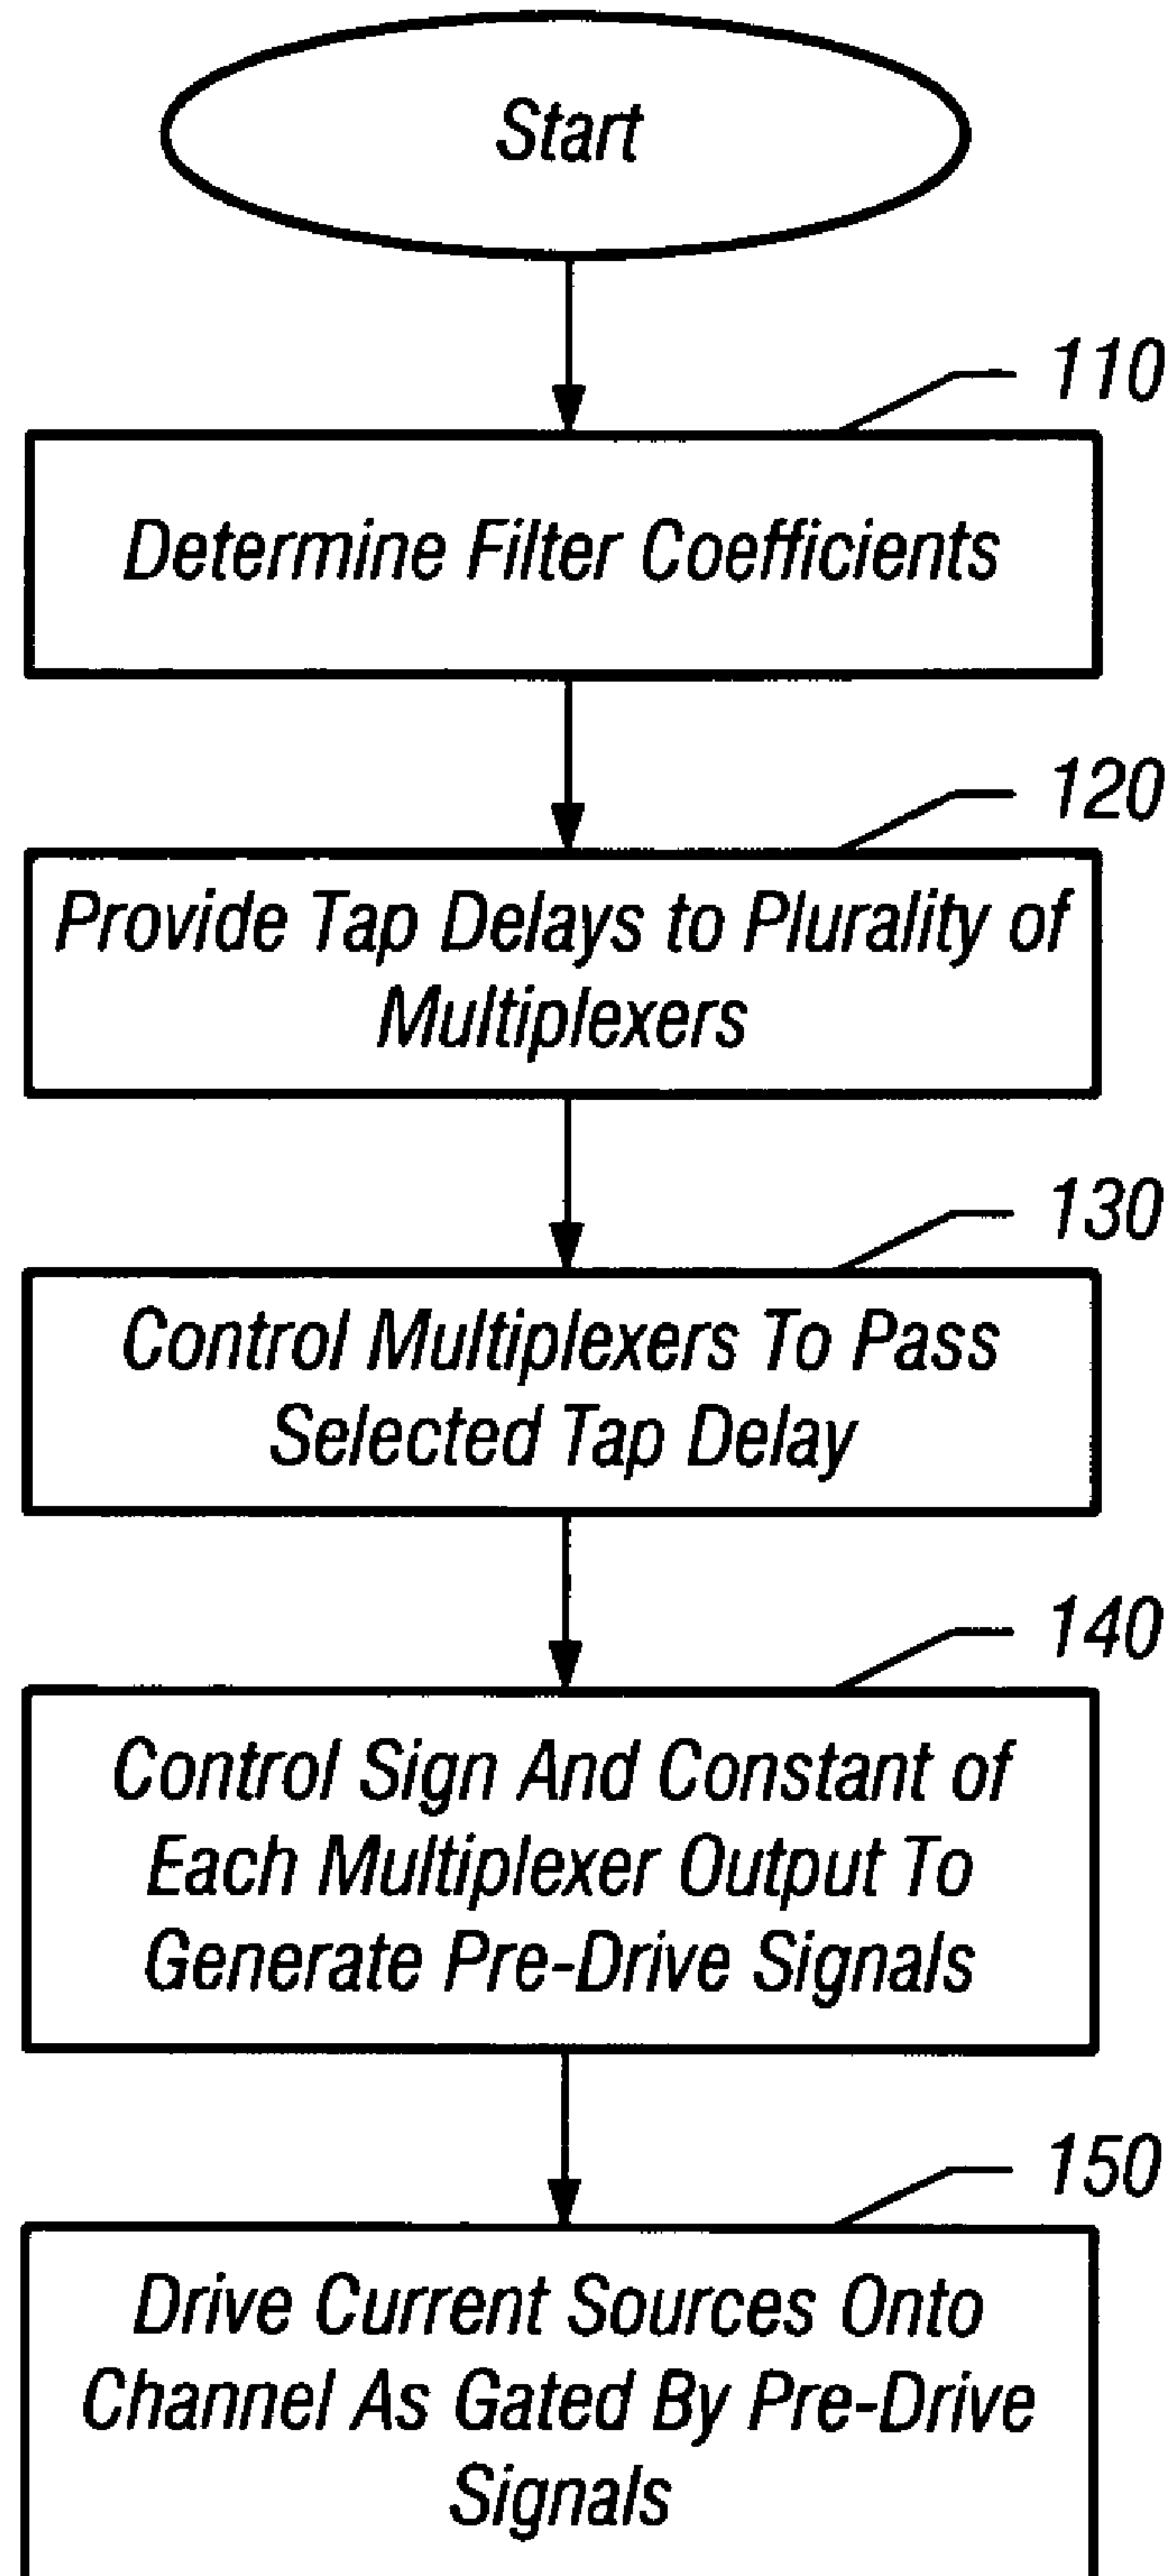 Start
110
Determine Filter Coefficients
120
Provide Tap Delays to Plurality of
Multiplexers
130
Control Multiplexers To Pass
Selected Tap Delay
140
Control Sign And Constant of
Each Multiplexer Output To
Generate Pre-Drive Signals
150
Drive Current Sources Onto
Channel As Gated By Pre-Drive
Signals